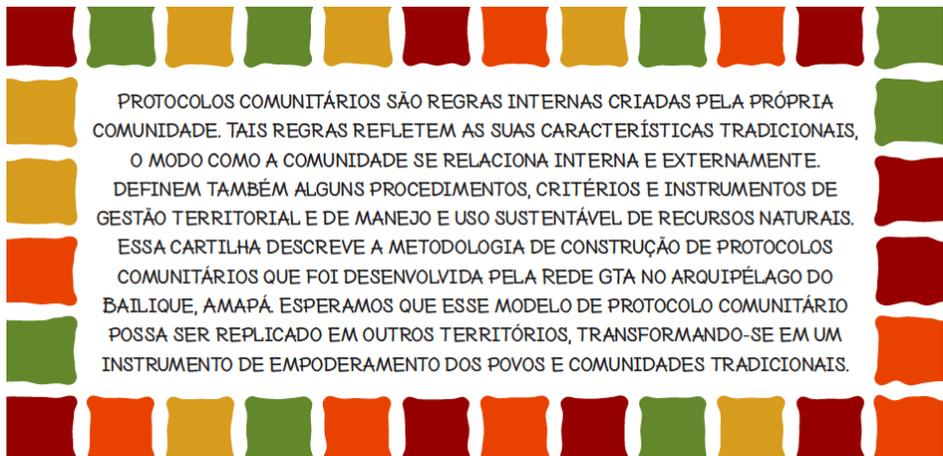 PROTOCOLOS COMUNITÁRIOS SÃO REGRAS INTERNAS CRIADAS PELA PRÓPRIA
COMUNIDADE. TAIS REGRAS REFLETEM AS SUAS CARACTERÍSTICAS TRADICIONAIS,
O MODO COMO A COMUNIDADE SE RELACIONA INTERNA E EXTERNAMENTE.
DEFINEM TAMBÉM ALGUNS PROCEDIMENTOS, CRITÉRIOS E INSTRUMENTOS DE
GESTÃO TERRITORIAL E DE MANEJO E USO SUSTENTÁVEL DE RECURSOS NATURAIS.
ESSA CARTILHA DESCREVE A METODOLOGIA DE CONSTRUÇÃO DE PROTOCOLOS
COMUNITÁRIOS QUE FOI DESENVOLVIDA PELA REDE GTA NO ARQUIPÉLAGO DO
BAILIQUE, AMAPÁ. ESPERAMOS QUE ESSE MODELO DE PROTOCOLO COMUNITÁRIO
POSSA SER REPLICADO EM OUTROS TERRITÓRIOS, TRANSFORMANDO-SE EM UM
INSTRUMENTO DE EMPODERAMENTO DOS POVOS E COMUNIDADES TRADICIONAIS.